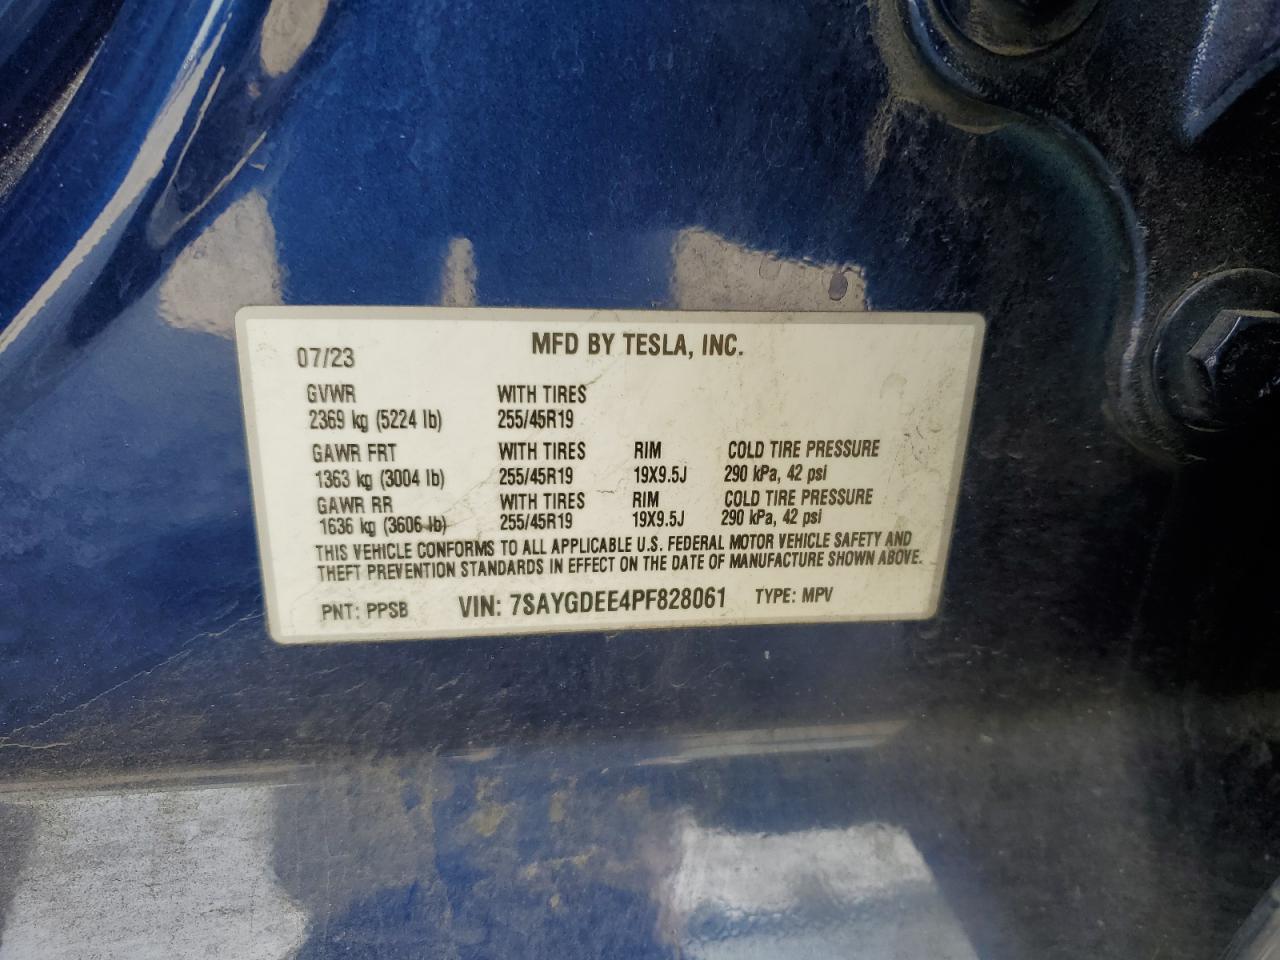 MFD BY TESLA, INC.
07/23
GVWR WITH TIRES
2369 kg (5224 lb) 255/45R19
GAWR FRT WITH TIRES RIM COLD TIRE PRESSURE
1363 kg (3004 lb) 255/45R19 19X9.5J 290 kPa, 42 psi
GAWR RR WITH TIRES RIM COLD TIRE PRESSURE
1636 kg (3606 lb) 255/45R19 19X9.5J 290 kPa, 42 psi
THIS VEHICLE CONFORMS TO ALL APPLICABLE U.S. FEDERAL MOTOR VEHICLE SAFETY AND
THEFT PREVENTION STANDARDS IN EFFECT ON THE DATE OF MANUFACTURE SHOWN ABOVE.
PNT: PPSB VIN: 7SAYGDEE4PF828061 TYPE: MPV